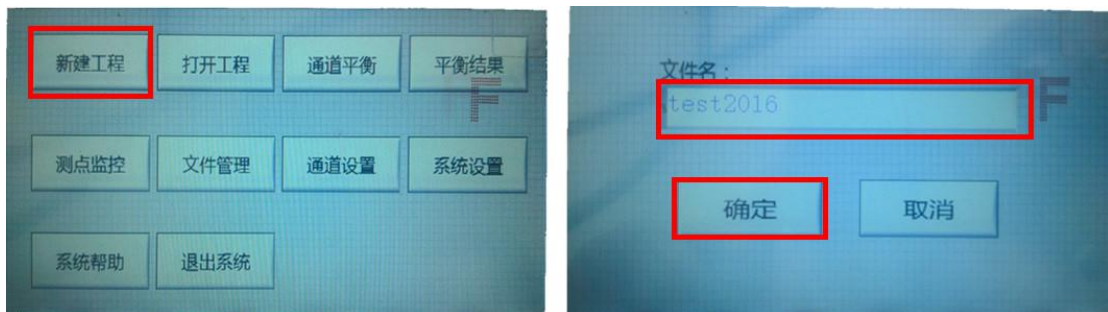 新建工程 打开工程 通道平衡 平衡结果
测点监控 文件管理 通道设置 系统设置
系统帮助 退出系统
文件名：
test2016
确定 取消